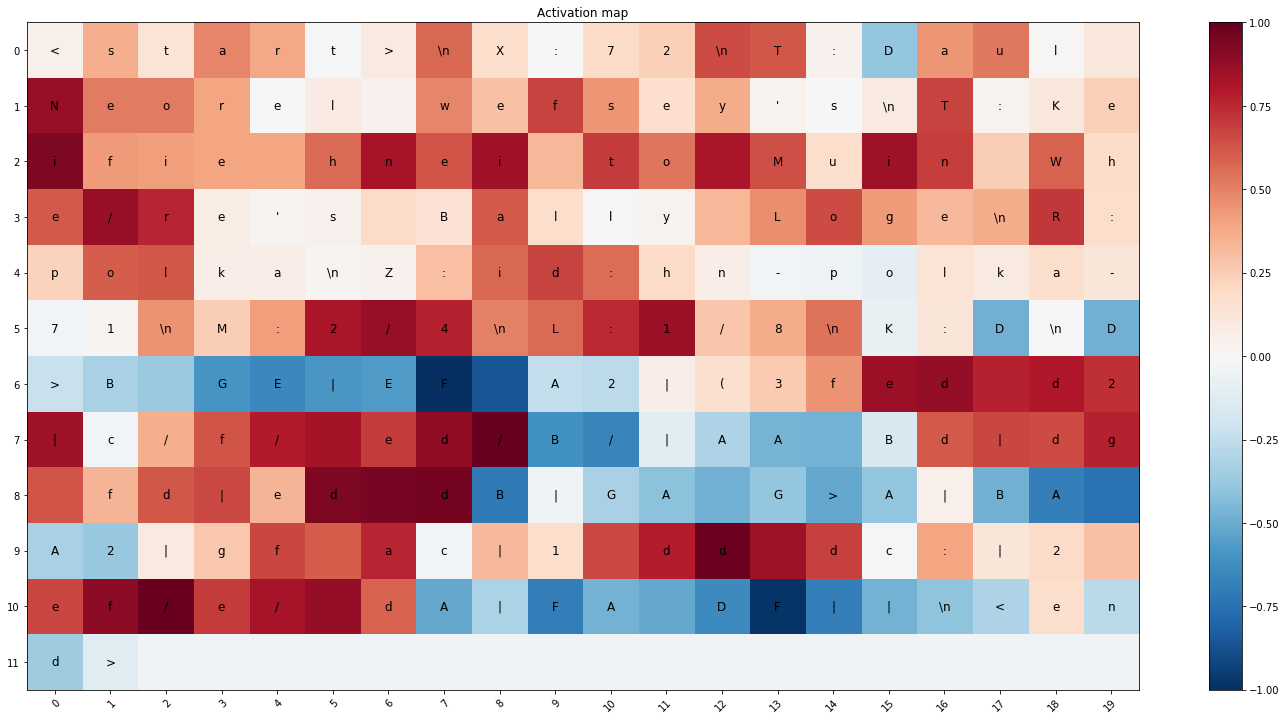 Activation map
0 < s t a r t > \n X : 7 2 \n T : D a u l
1 N e o r e l w e f s e y ' s \n T : K e
2 i f i e h n e i t o M u i n W h
3 e / r e ' s B a l l y L o g e \n R :
4 p o l k a \n Z : i d : h n - p o l k a -
5 7 1 \n M : 2 / 4 \n L : 1 / 8 \n K : D \n D
6 > B G E | E F A 2 | ( 3 f e d d 2
7 | c / f / e d / B / | A A B d | d g
8 f d | e d d B | G A G > A | B A
9 A 2 | g f a c | 1 d d d c : | 2
10 e f / e / d A | F A D F | | \n < e n
11 d >
0 1 2 3 4 5 6 7 8 9 10 11 12 13 14 15 16 17 18 19
1.00
0.75
0.50
0.25
0.00
−0.25
−0.50
−0.75
−1.00